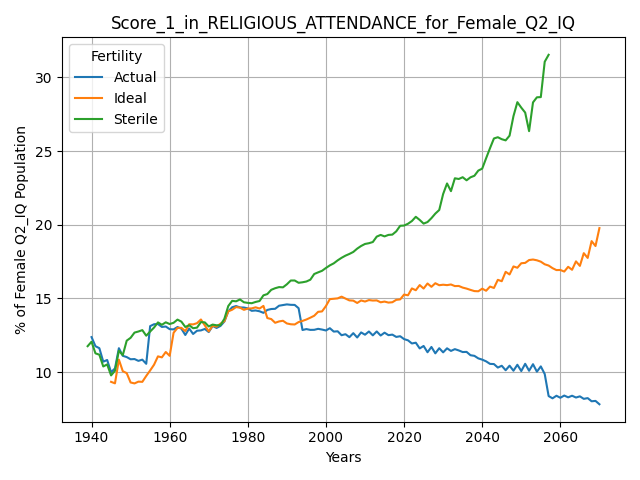 Score_1_in_RELIGIOUS_ATTENDANCE_for_Female_Q2_IQ
Fertility
Actual
Ideal
Sterile
% of Female Q2_IQ Population
30
25
20
15
10
1940 1960 1980 2000 2020 2040 2060
Years